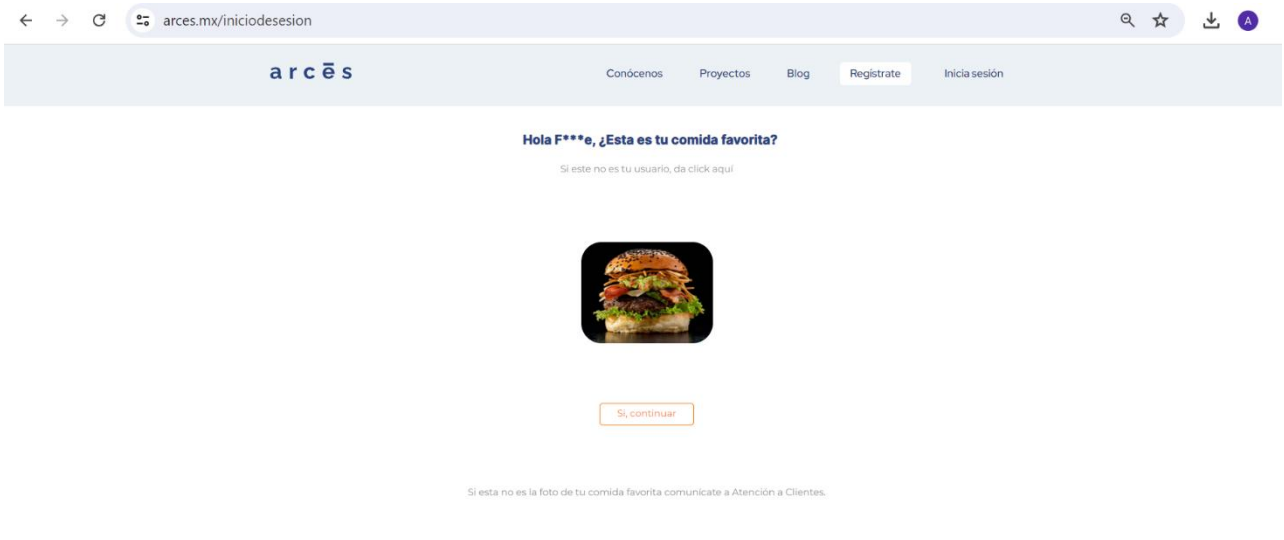 arces.mx/iniciodesesion
A
arcēs
Conócenos Proyectos Blog Regístrate Inicia sesión
Hola F***e, ¿Esta es tu comida favorita?
Si este no es tu usuario, da click aquí
Si, continuar
Si esta no es la foto de tu comida favorita comunícate a Atención a Clientes.